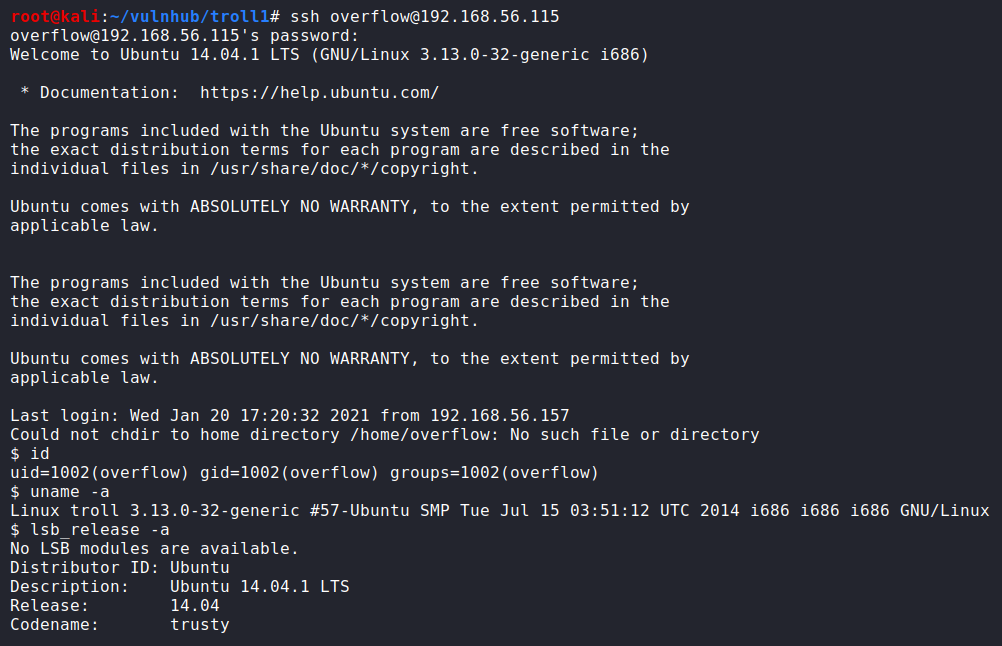 root@kali:~/vulnhub/troll1# ssh overflow@192.168.56.115
overflow@192.168.56.115's password:
Welcome to Ubuntu 14.04.1 LTS (GNU/Linux 3.13.0-32-generic i686)
* Documentation:  https://help.ubuntu.com/
The programs included with the Ubuntu system are free software;
the exact distribution terms for each program are described in the
individual files in /usr/share/doc/*/copyright.
Ubuntu comes with ABSOLUTELY NO WARRANTY, to the extent permitted by
applicable law.
The programs included with the Ubuntu system are free software;
the exact distribution terms for each program are described in the
individual files in /usr/share/doc/*/copyright.
Ubuntu comes with ABSOLUTELY NO WARRANTY, to the extent permitted by
applicable law.
Last login: Wed Jan 20 17:20:32 2021 from 192.168.56.157
Could not chdir to home directory /home/overflow: No such file or directory
$ id
uid=1002(overflow) gid=1002(overflow) groups=1002(overflow)
$ uname -a
Linux troll 3.13.0-32-generic #57-Ubuntu SMP Tue Jul 15 03:51:12 UTC 2014 i686 i686 i686 GNU/Linux
$ lsb_release -a
No LSB modules are available.
Distributor ID: Ubuntu
Description:    Ubuntu 14.04.1 LTS
Release:        14.04
Codename:       trusty